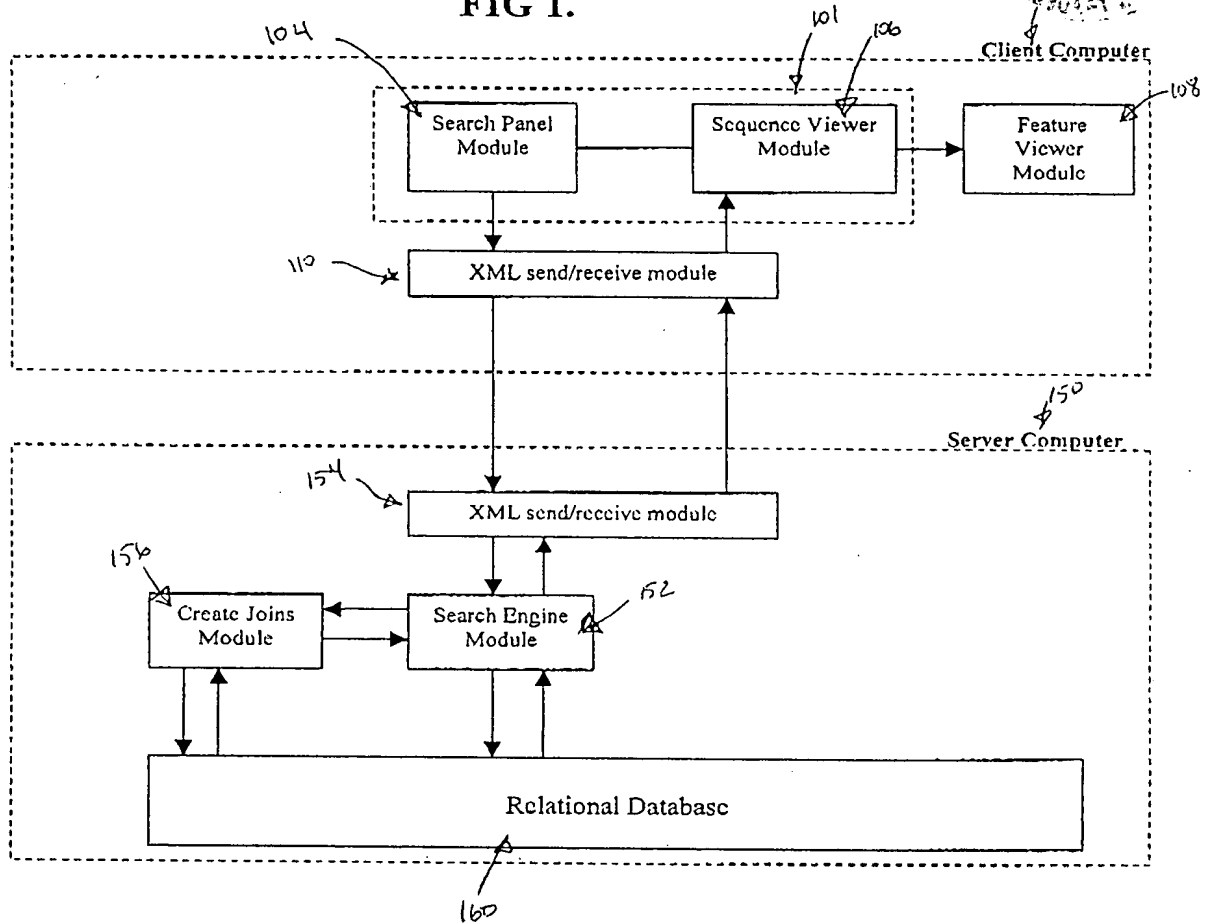 FIG 1.
104
101
106
Client Computer
108
Search Panel
Module
Sequence Viewer
Module
Feature
Viewer
Module
110
XML send/receive module
150
Server Computer
154
XML send/receive module
156
Create Joins
Module
Search Engine
Module
152
Relational Database
160